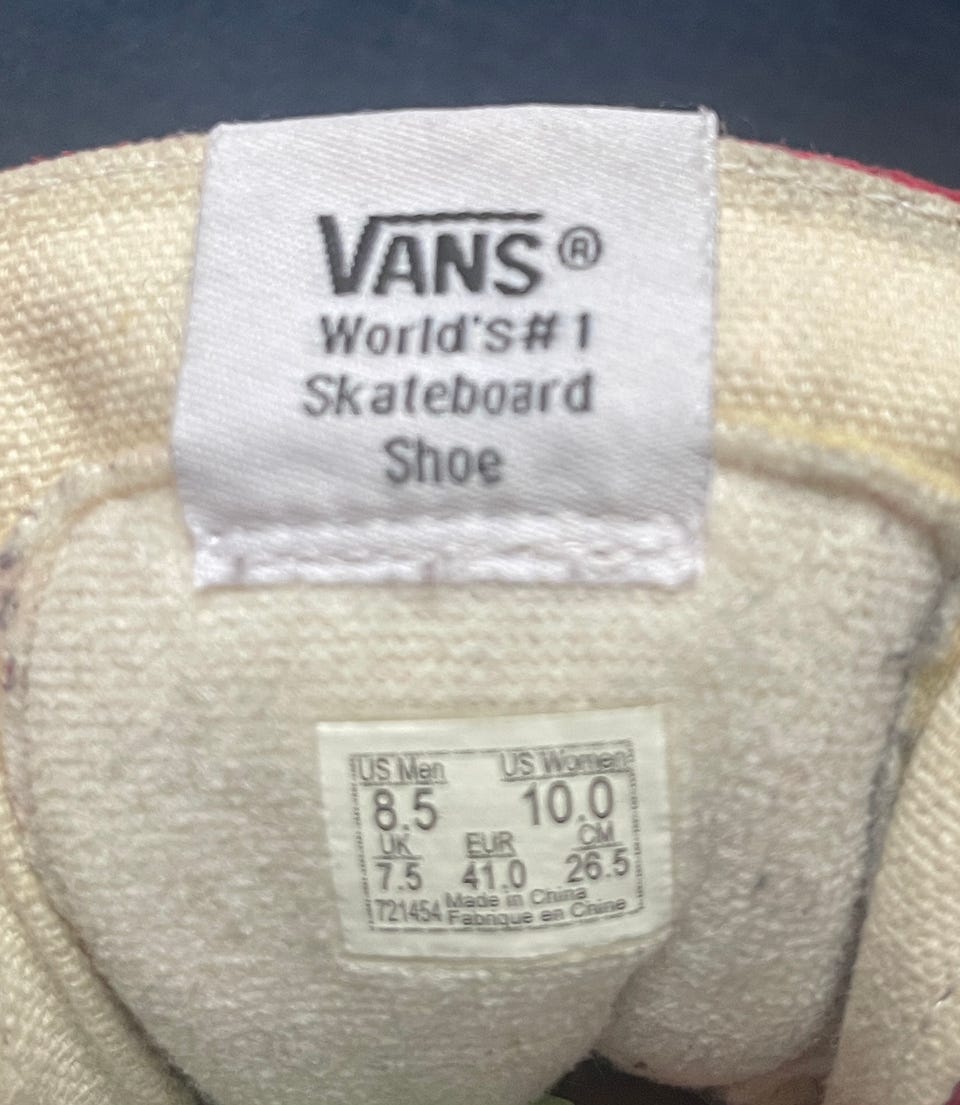 VANS®
World's #1
Skateboard
Shoe
US Men US Women
8.5 10.0
UK EUR CM
7.5 41.0 26.5
721454 Made in China
Fabrique en Chine